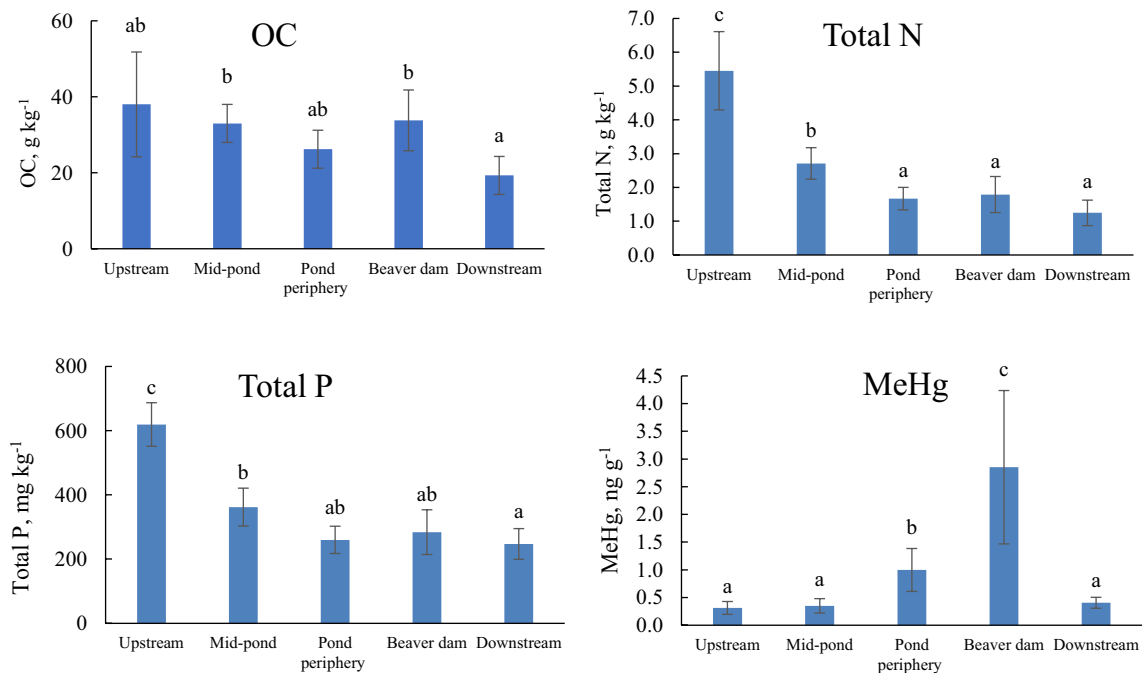 OC
OC, g kg-1
60
40
20
0
ab
b
ab
b
a
Upstream Mid-pond Pond Beaver dam Downstream
periphery
Total N
Total N, g kg-1
7.0
6.0
5.0
4.0
3.0
2.0
1.0
0.0
c
b
a
a
a
Upstream Mid-pond Pond Beaver dam Downstream
periphery
Total P
Total P, mg kg-1
800
600
400
200
0
c
b
ab
ab
a
Upstream Mid-pond Pond Beaver dam Downstream
periphery
MeHg
MeHg, ng g-1
4.5
4.0
3.5
3.0
2.5
2.0
1.5
1.0
0.5
0.0
a
a
b
c
a
Upstream Mid-pond Pond Beaver dam Downstream
periphery